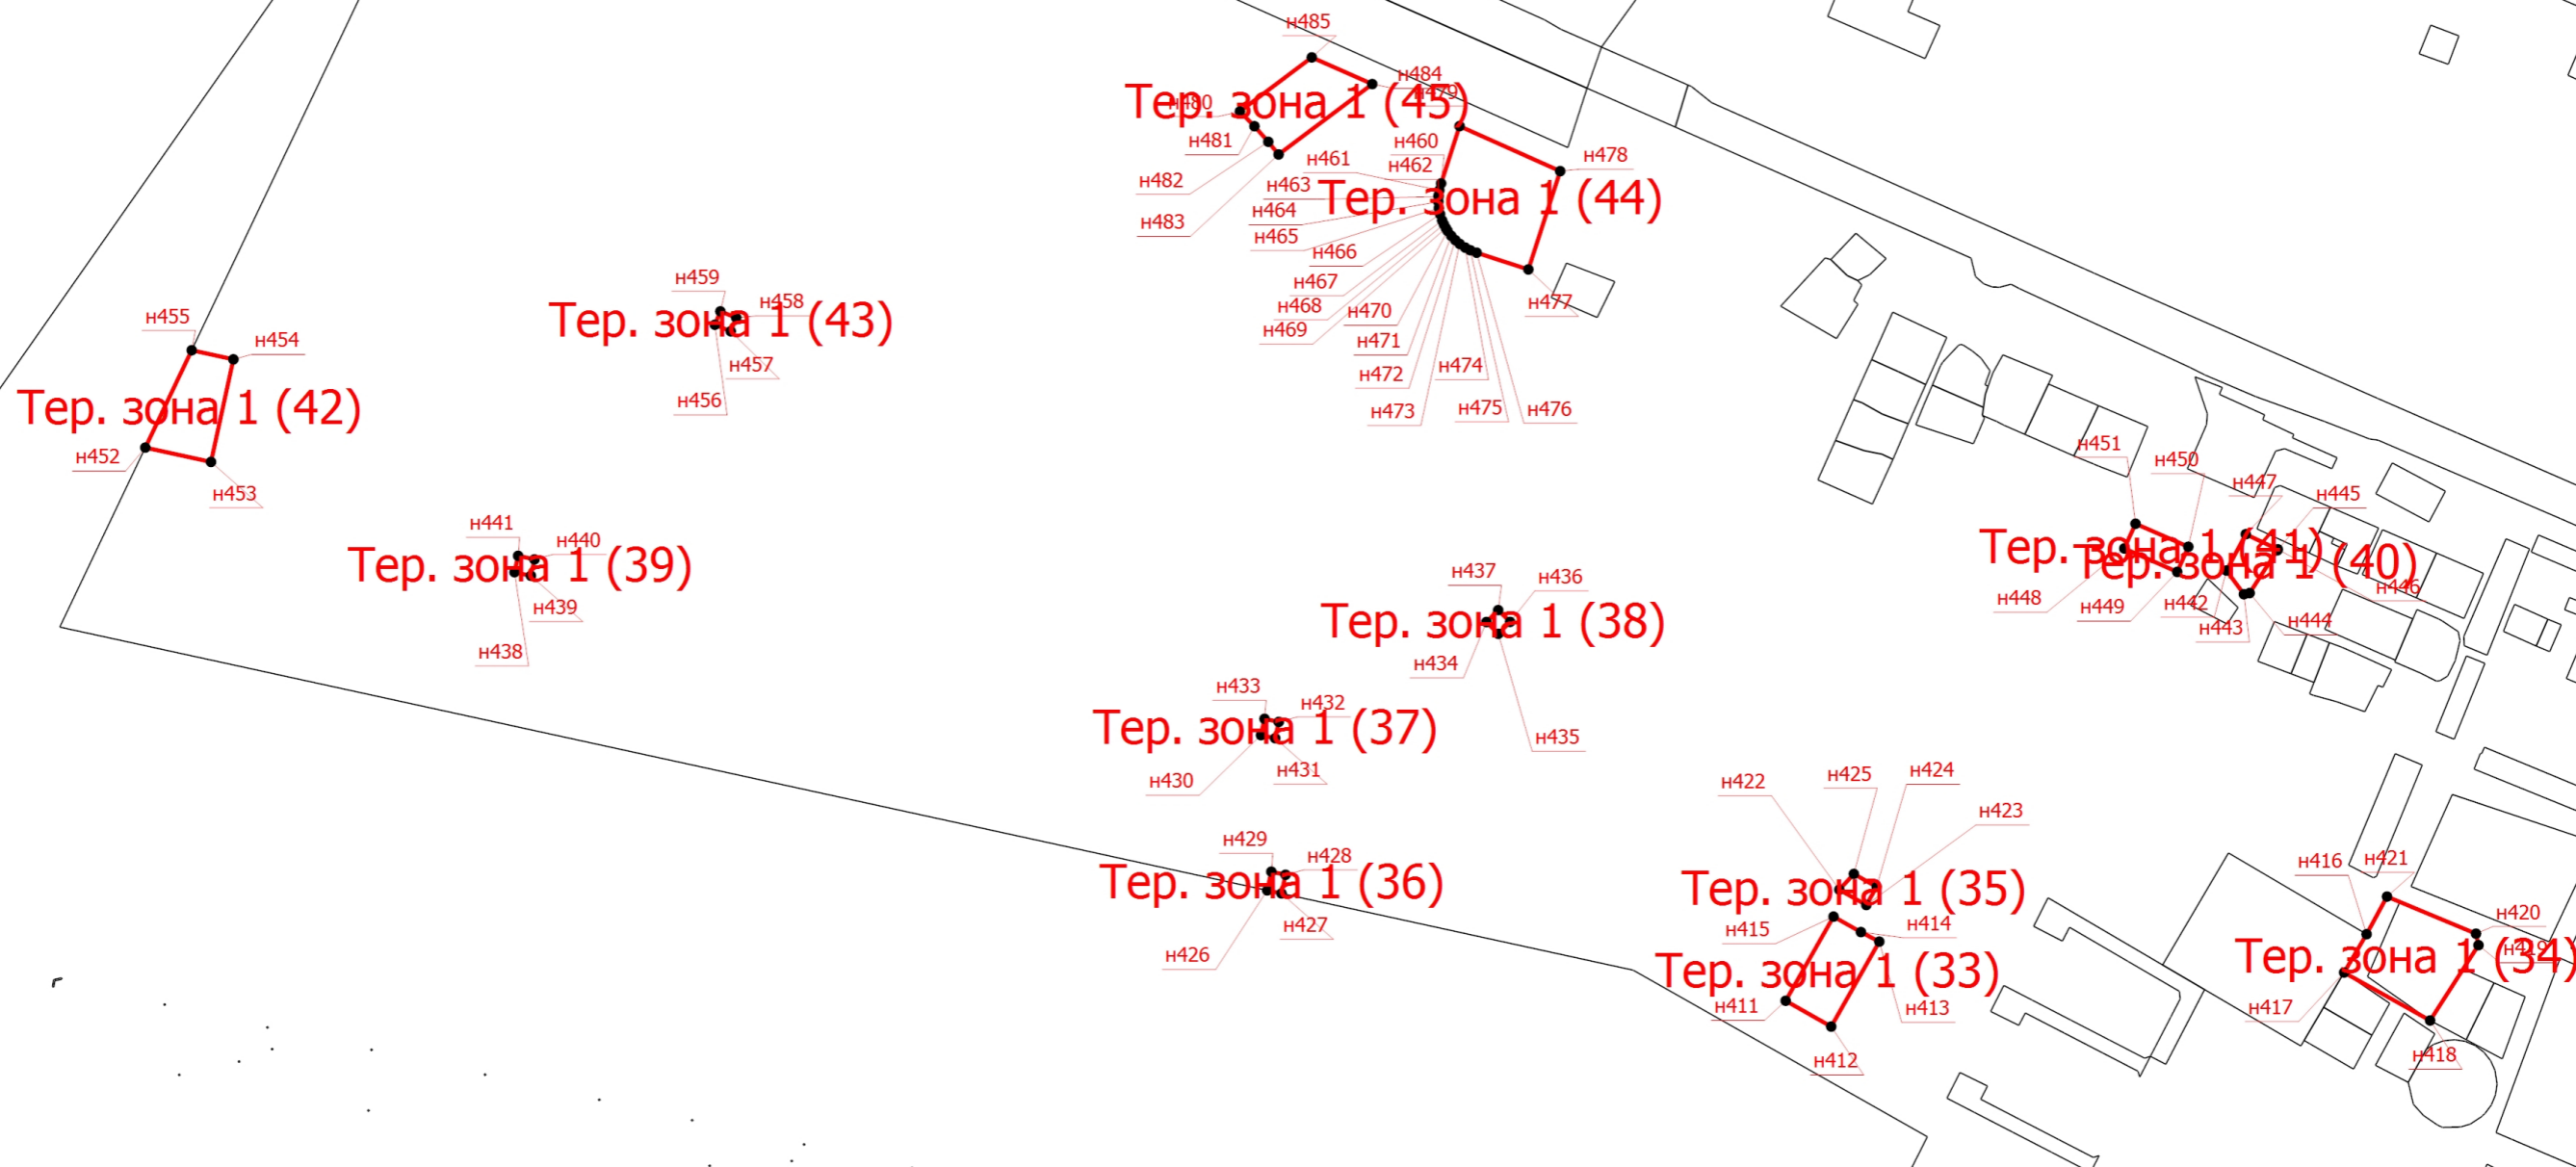 н485
н484
н479
н480
Тер. зона 1 (45)
н481
н482
н483
н460
н461
н462
н463
н478
Тер. зона 1 (44)
н464
н465
н466
н467
н468
н469
н470
н471
н472
н473
н474
н475
н476
н477
н459
н458
Тер. зона 1 (43)
н457
н456
н455
н454
Тер. зона 1 (42)
н452
н453
н451
н450
н447
н445
Тер. зона 1 (41)
Тер. зона 1 (40)
н446
н448
н449
н442
н443
н444
н441
н440
Тер. зона 1 (39)
н439
н438
н437
н436
Тер. зона 1 (38)
н434
н435
н433
н432
Тер. зона 1 (37)
н430
н431
н429
н428
Тер. зона 1 (36)
н427
н426
н422
н425
н424
н423
Тер. зона 1 (35)
н415
н414
Тер. зона 1 (33)
н411
н413
н412
н416
н421
н420
н419
Тер. зона 1 (34)
н417
н418